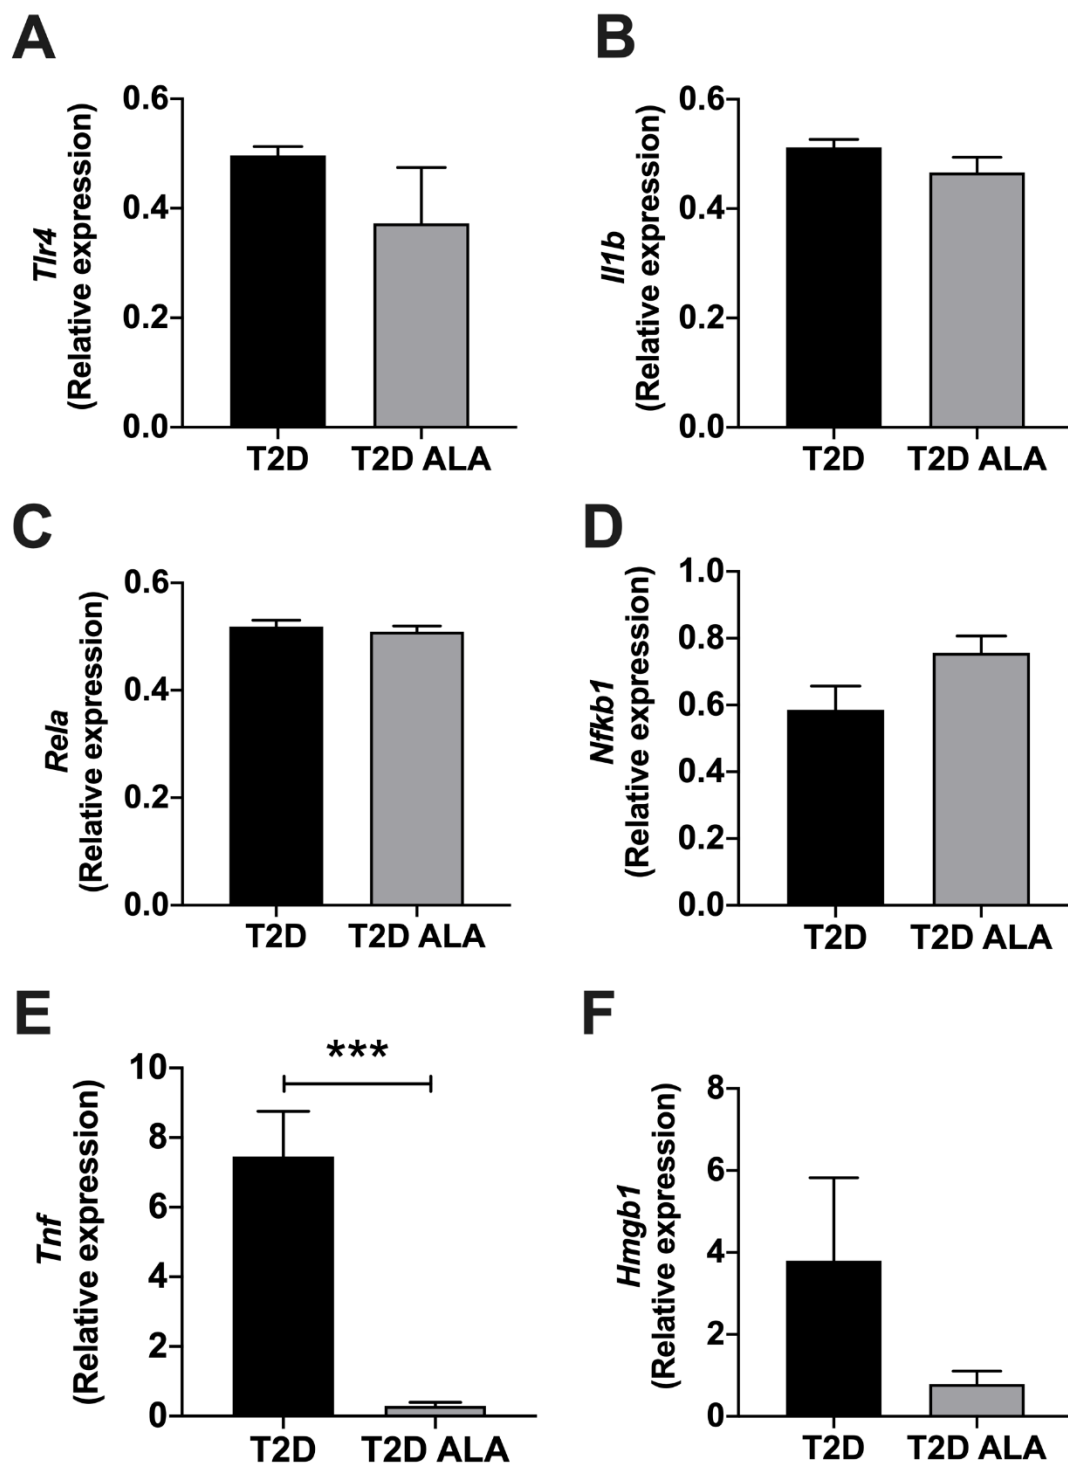 A
Tlr4
(Relative expression)
0.6
0.4
0.2
0.0
T2D T2D ALA
B
Il1b
(Relative expression)
0.6
0.4
0.2
0.0
T2D T2D ALA
C
Rela
(Relative expression)
0.6
0.4
0.2
0.0
T2D T2D ALA
D
Nfkb1
(Relative expression)
1.0
0.8
0.6
0.4
0.2
0.0
T2D T2D ALA
E
Tnf
(Relative expression)
10
8
6
4
2
0
***
T2D T2D ALA
F
Hmgb1
(Relative expression)
8
6
4
2
0
T2D T2D ALA